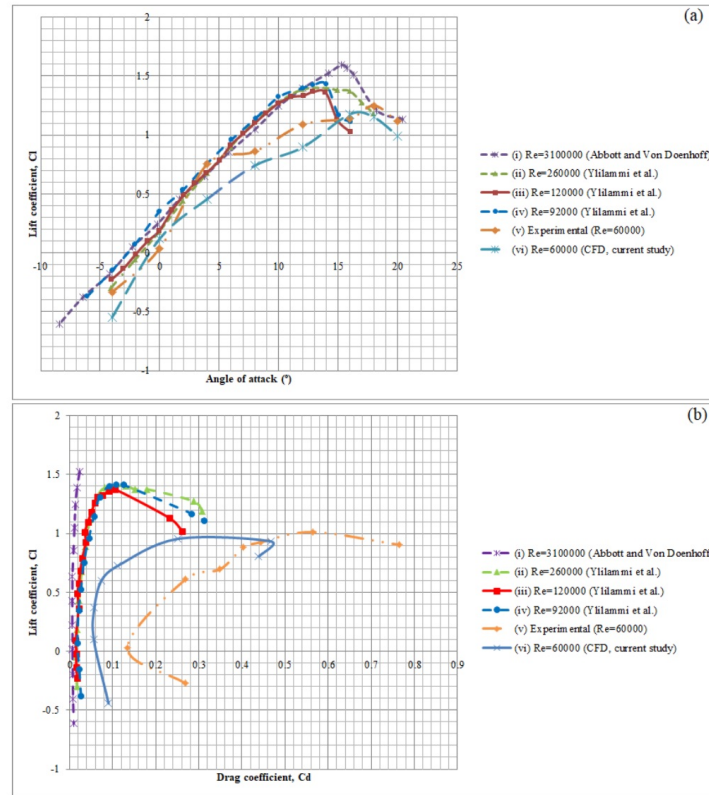 (a)
2
1.5
1
0.5
0
-0.5
-1
-10
-5
0
5
10
15
20
25
Lift coefficient, Cl
Angle of attack (°)
(i) Re=3100000 (Abbott and Von Doenhoff)
(ii) Re=260000 (Ylilammi et al.)
(iii) Re=120000 (Ylilammi et al.)
(iv) Re=92000 (Ylilammi et al.)
(v) Experimental (Re=60000)
(vi) Re=60000 (CFD, current study)
(b)
2
1.5
1
0.5
0
-0.5
-1
0
0.1
0.2
0.3
0.4
0.5
0.6
0.7
0.8
0.9
Lift coefficient, Cl
Drag coefficient, Cd
(i) Re=3100000 (Abbott and Von Doenhoff)
(ii) Re=260000 (Ylilammi et al.)
(iii) Re=120000 (Ylilammi et al.)
(iv) Re=92000 (Ylilammi et al.)
(v) Experimental (Re=60000)
(vi) Re=60000 (CFD, current study)